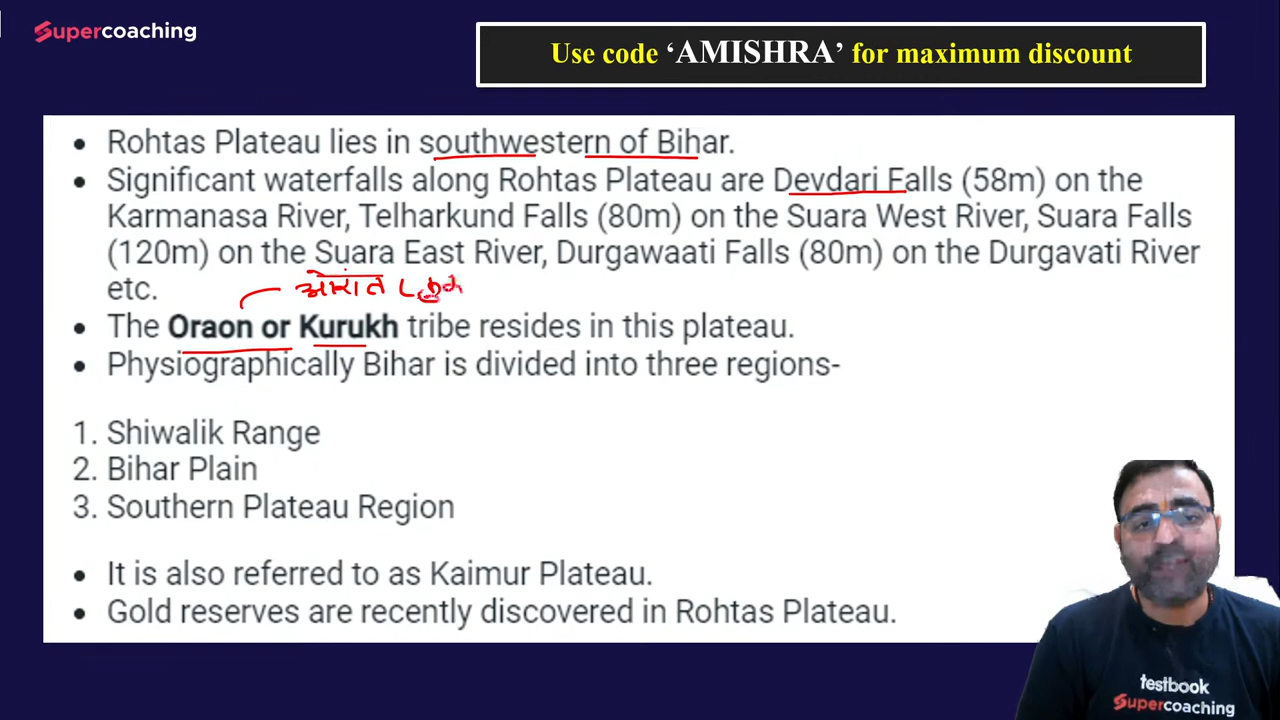 Supercoaching
Use code ‘AMISHRA’ for maximum discount
• Rohtas Plateau lies in southwestern of Bihar.
• Significant waterfalls along Rohtas Plateau are Devdari Falls (58m) on the
Karmanasa River, Telharkund Falls (80m) on the Suara West River, Suara Falls
(120m) on the Suara East River, Durgawaati Falls (80m) on the Durgavati River
etc.
• The Oraon or Kurukh tribe resides in this plateau.
• Physiographically Bihar is divided into three regions-
1. Shiwalik Range
2. Bihar Plain
3. Southern Plateau Region
• It is also referred to as Kaimur Plateau.
• Gold reserves are recently discovered in Rohtas Plateau.
testbook
Supercoaching